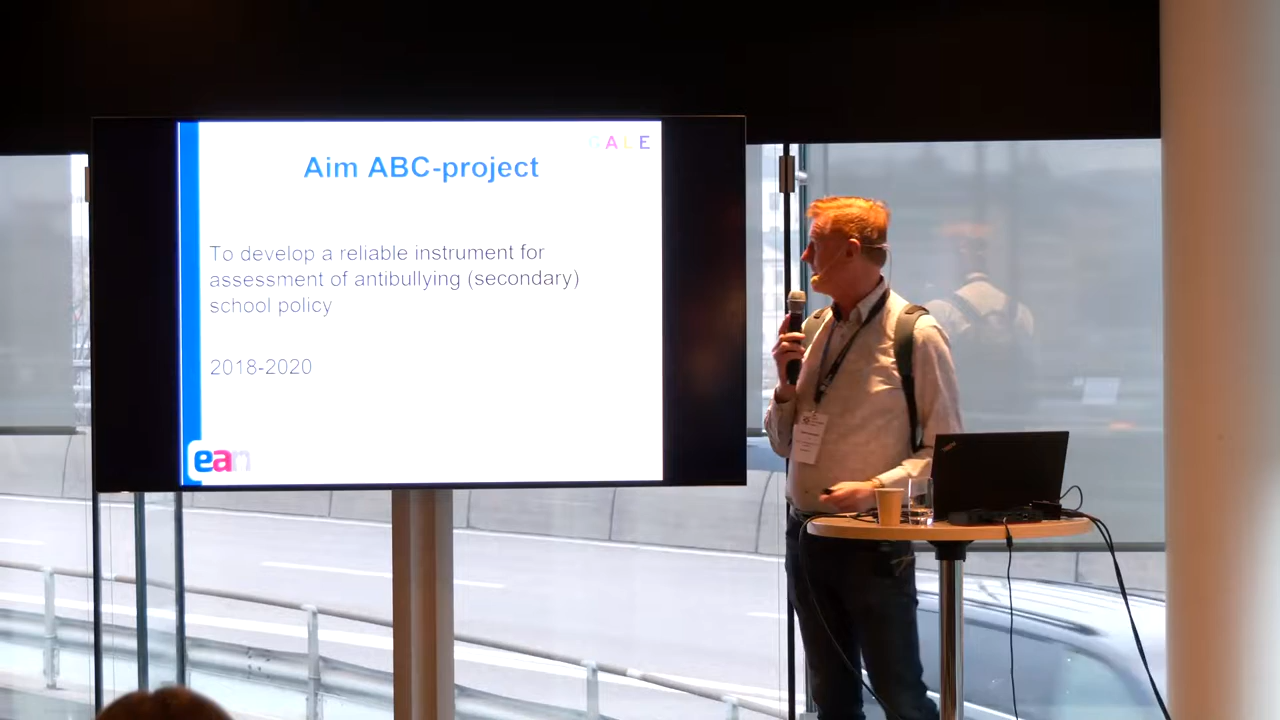 GALE
Aim ABC-project
To develop a reliable instrument for
assessment of antibullying (secondary)
school policy
2018-2020
ean